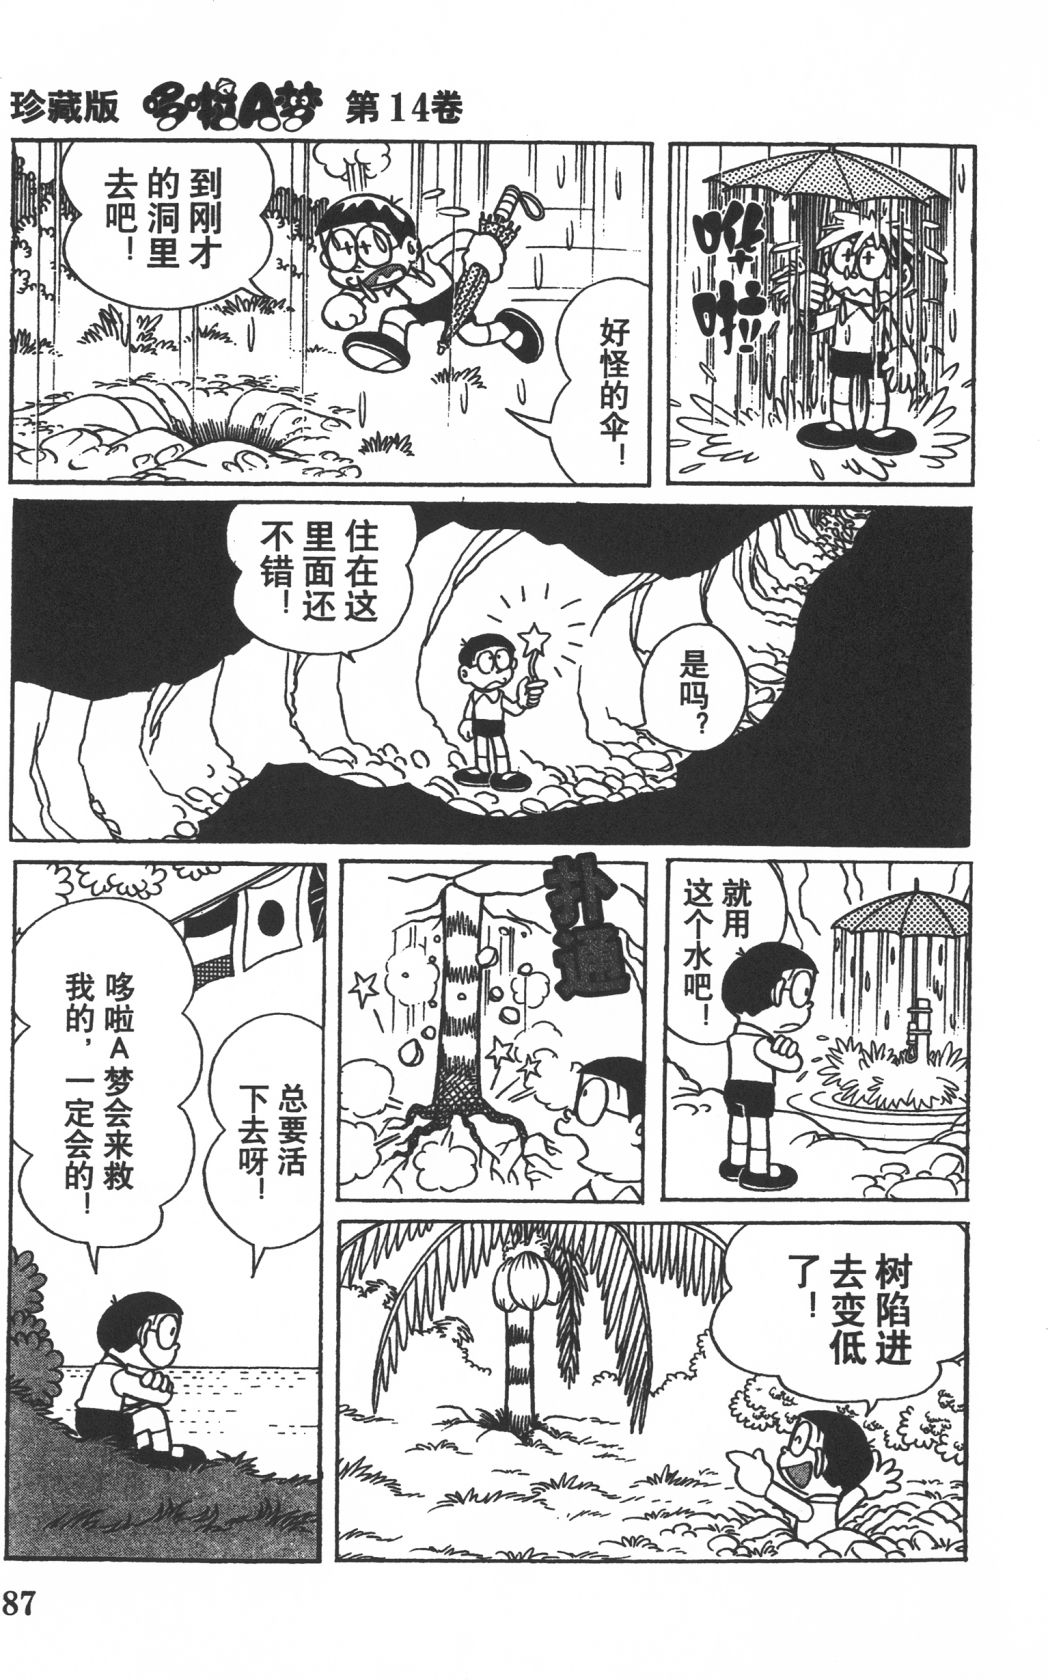 珍藏版 哆啦A梦 第14卷
哗
啦!!
好怪的伞！
到刚才
的洞里
去吧！
是吗？
住在这
里面还
不错！
就用
这个水吧！
扑通
树陷进
去变低
了！
总要活
下去呀！
哆啦A梦会来救
我的，一定会的！
87